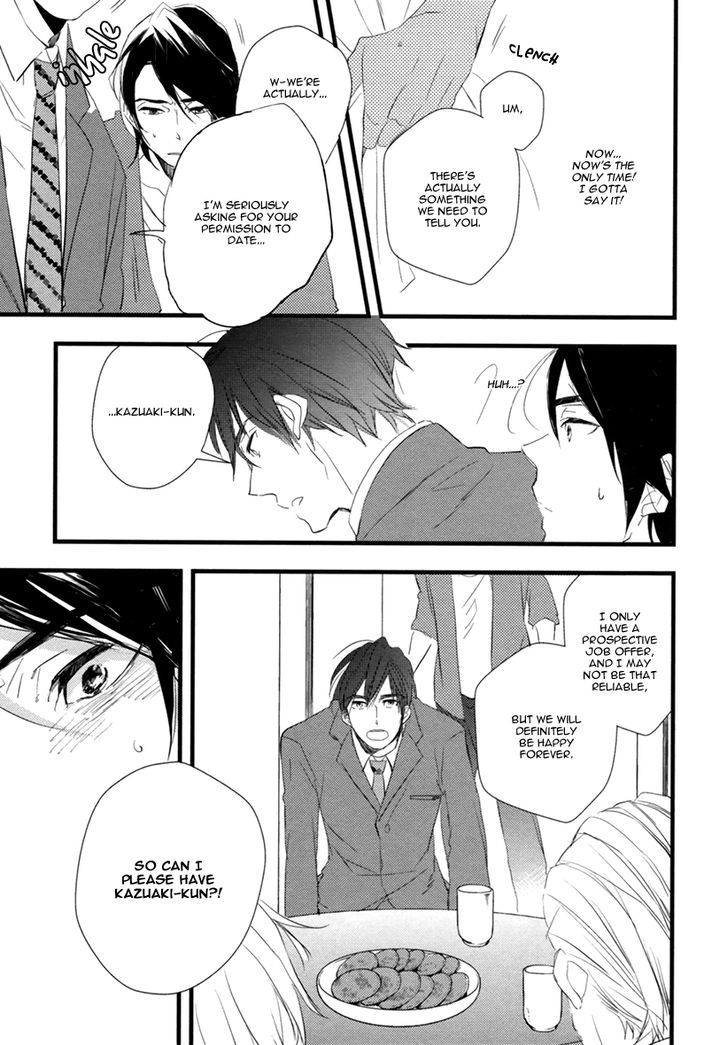 NOW...
NOW'S THE
ONLY TIME!
I GOTTA
SAY IT!
CLENCH
UM,
THERE'S
ACTUALLY
SOMETHING
WE NEED TO
TELL YOU.
W-WE'RE
ACTUALLY...
inhale
I'M SERIOUSLY
ASKING FOR YOUR
PERMISSION TO
DATE...
HUH...?
...KAZUAKI-KUN.
I ONLY
HAVE A
PROSPECTIVE
JOB OFFER,
AND I MAY
NOT BE THAT
RELIABLE,
BUT WE WILL
DEFINITELY
BE HAPPY
FOREVER.
SO CAN I
PLEASE HAVE
KAZUAKI-KUN?!